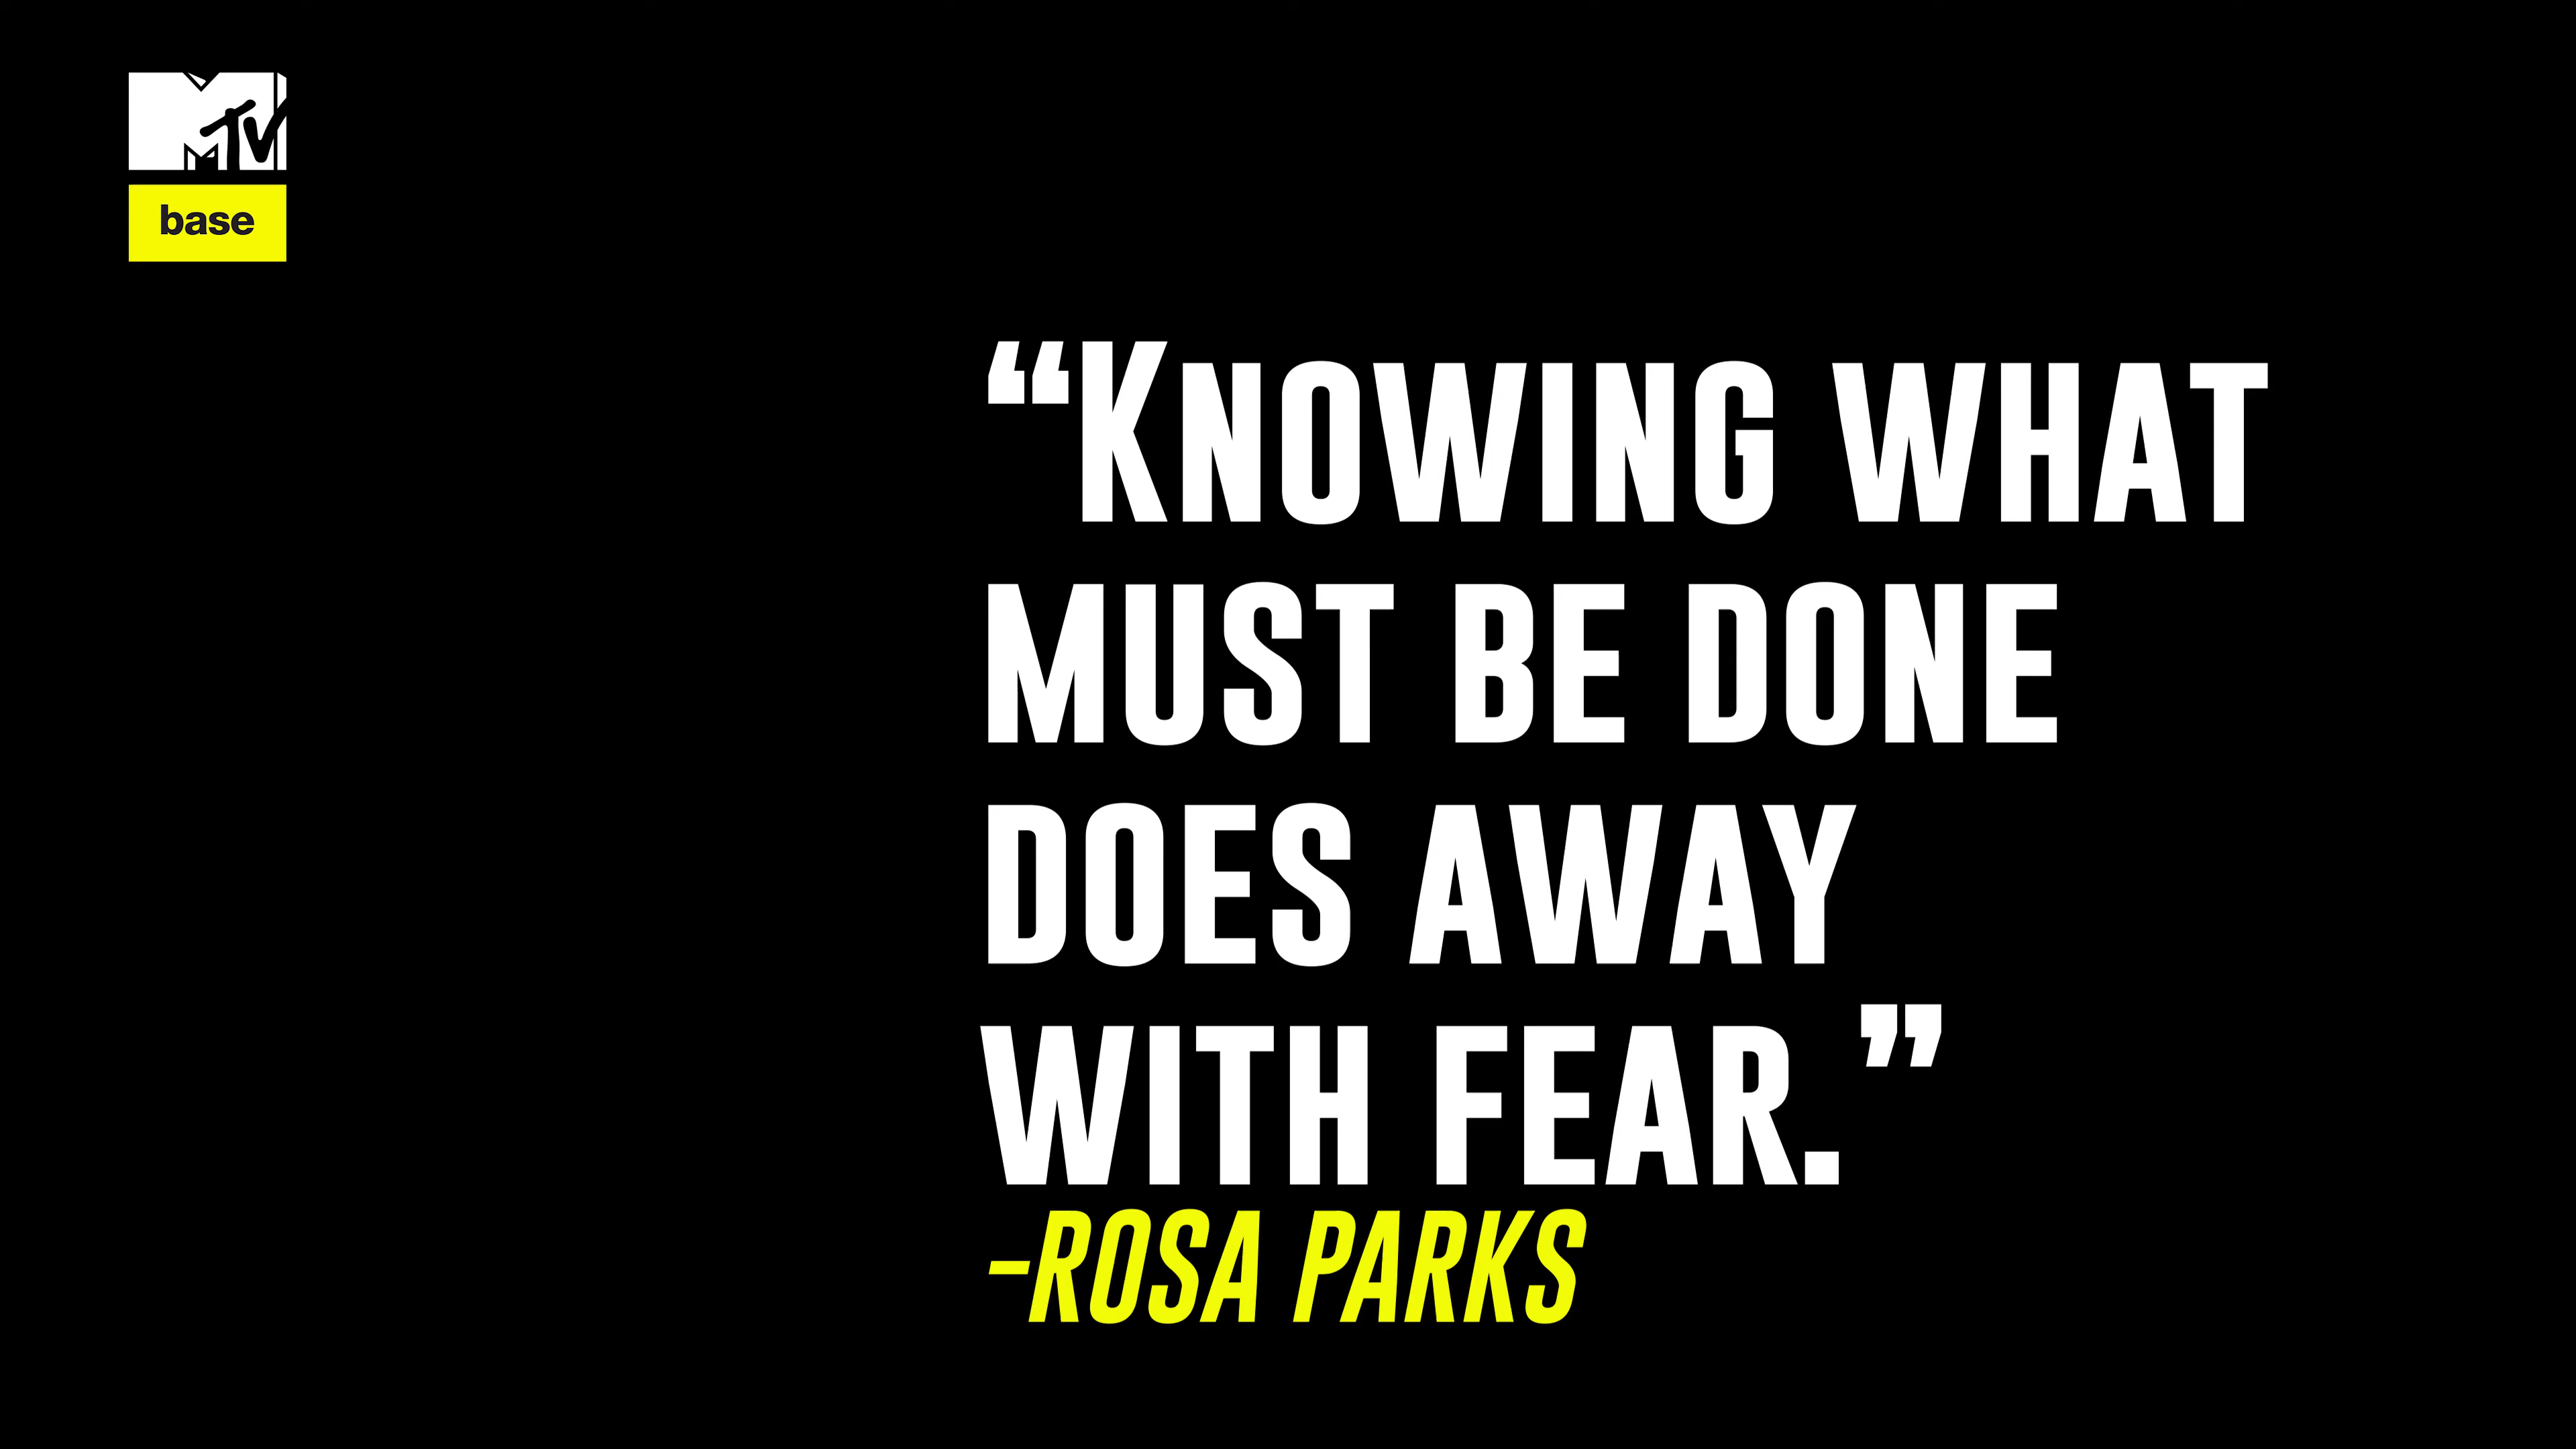 MTV
base
“Knowing what
must be done
does away
with fear.”
–ROSA PARKS